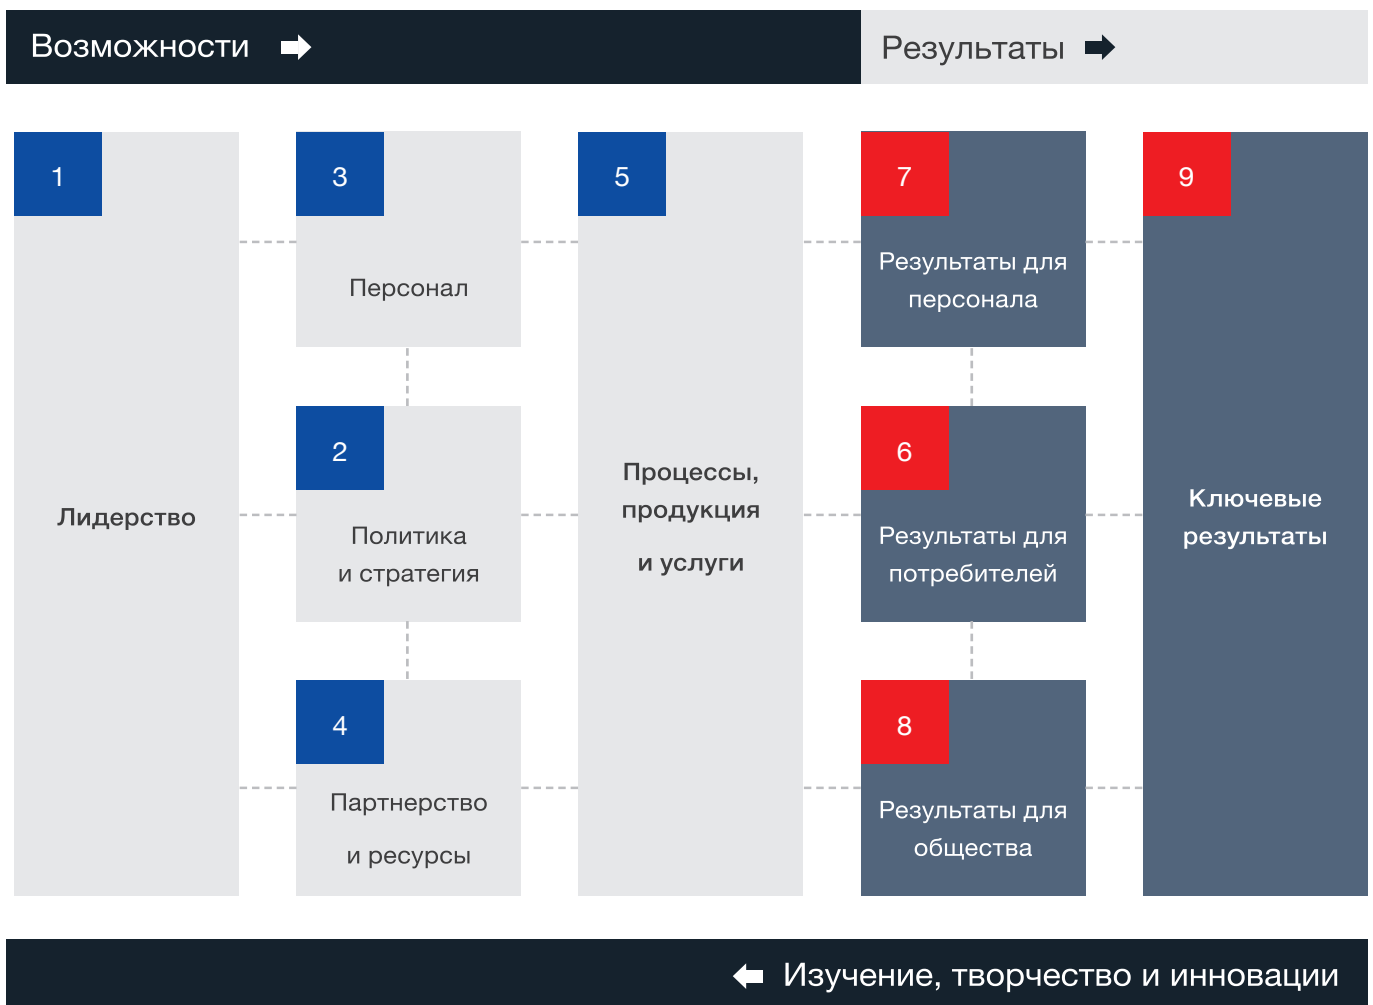 Возможности
Результаты
1
Лидерство
3
Персонал
2
Политика
и стратегия
4
Партнерство
и ресурсы
5
Процессы,
продукция
и услуги
7
Результаты для
персонала
6
Результаты для
потребителей
8
Результаты для
общества
9
Ключевые
результаты
Изучение, творчество и инновации